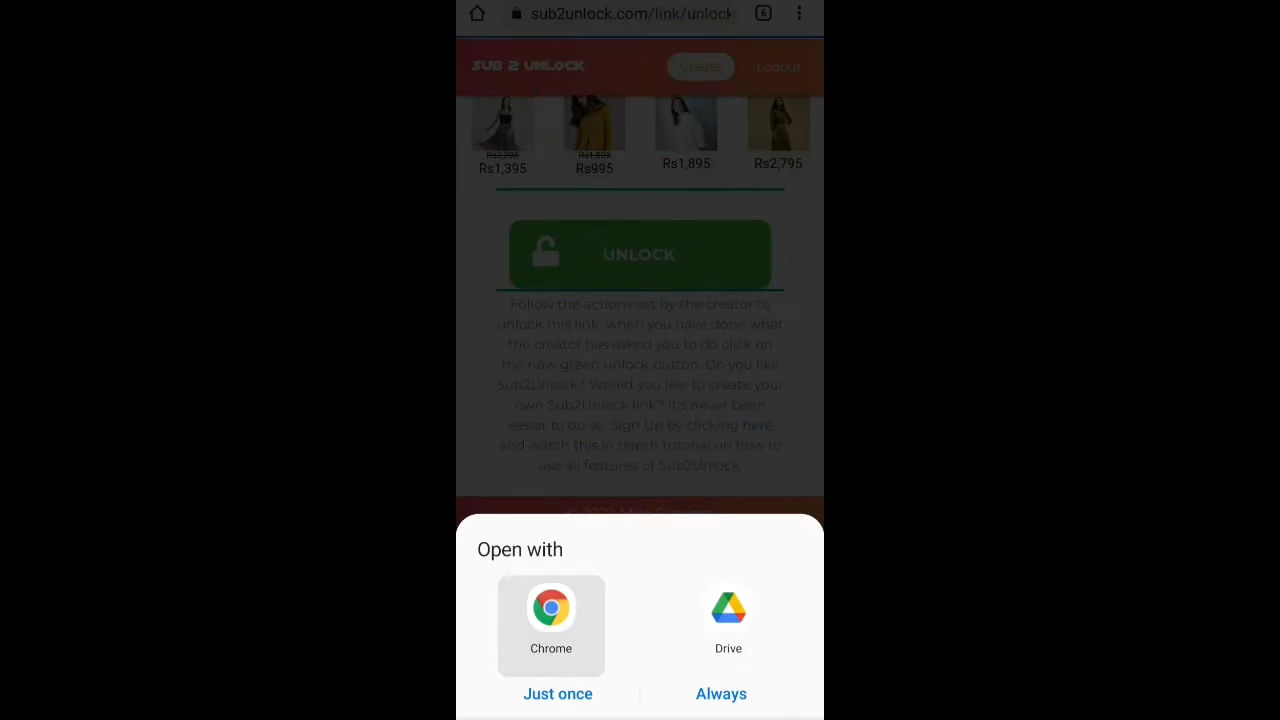 sub2unlock.com/link/unlock
6
SUB 2 UNLOCK
Create
Logout
Rs2,295
Rs1,395
Rs1,895
Rs995
Rs1,895
Rs2,795
UNLOCK
Follow the actions set by the creator to
unlock this link, when you have done what
the creator has asked you to do click on
the now green unlock button. Do you like
Sub2Unlock? Would you like to create your
own Sub2Unlock link? It's never been
easier to do so. Sign Up by clicking here
and watch this in depth tutorial on how to
use all features of Sub2Unlock.
Open with
Chrome
Drive
Just once
Always